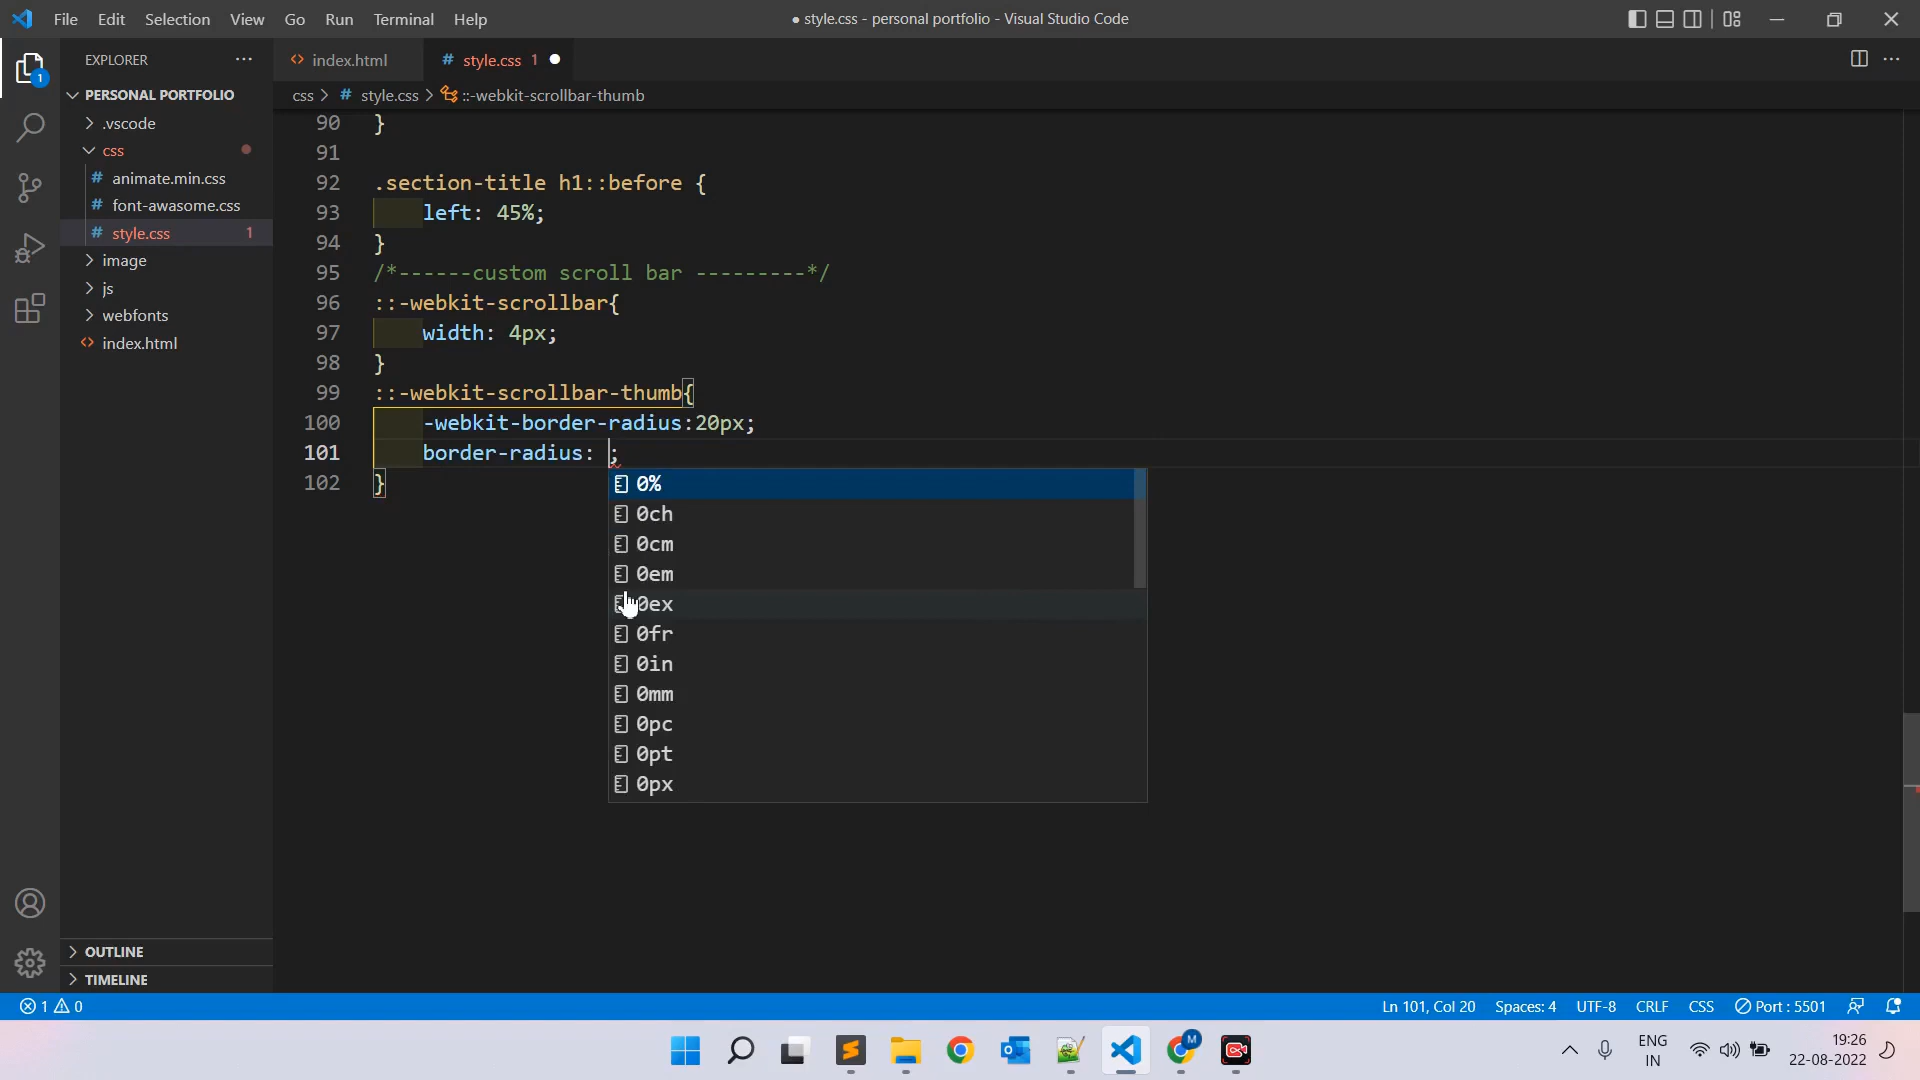 File Edit Selection View Go Run Terminal Help
● style.css - personal portfolio - Visual Studio Code
EXPLORER ···
1
PERSONAL PORTFOLIO
.vscode
css
# animate.min.css
# font-awasome.css
# style.css 1
image
js
webfonts
<> index.html
OUTLINE
TIMELINE
<> index.html
# style.css 1 ●
css > # style.css > ::-webkit-scrollbar-thumb
90 }
91
92 .section-title h1::before {
93 left: 45%;
94 }
95 /*------custom scroll bar ---------*/
96 ::-webkit-scrollbar{
97 width: 4px;
98 }
99 ::-webkit-scrollbar-thumb{
100 -webkit-border-radius:20px;
101 border-radius: ;
102 }
0%
0ch
0cm
0em
0ex
0fr
0in
0mm
0pc
0pt
0px
1 0
Ln 101, Col 20 Spaces: 4 UTF-8 CRLF CSS Port : 5501
M
ENG
IN
19:26
22-08-2022